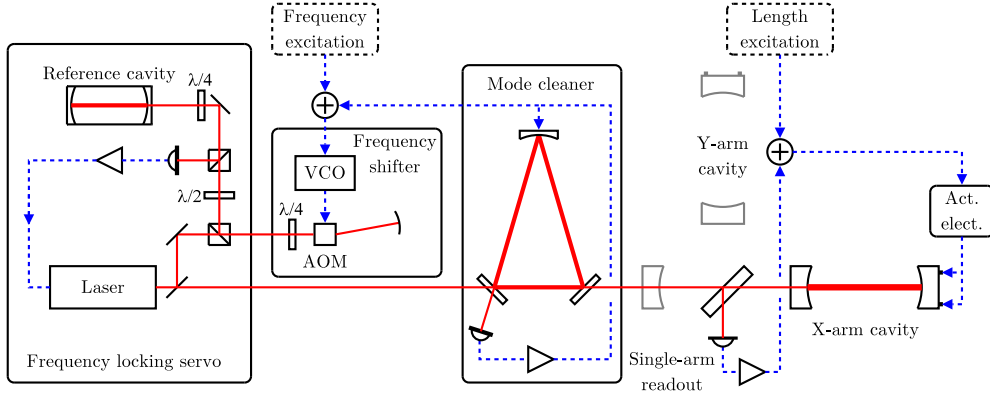 Frequency
excitation
Length
excitation
Reference cavity
λ/4
Mode cleaner
Frequency
shifter
Y-arm
cavity
VCO
λ/2
λ/4
Act.
elect.
AOM
Laser
X-arm cavity
Single-arm
readout
Frequency locking servo